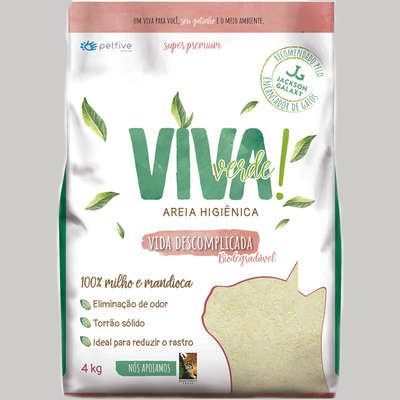 UM VIVA PARA VOCÊ, seu gatinho E O MEIO AMBIENTE.
petfive
super premium
RECOMENDADO PELO
JACKSON
GALAXY
ENCANTADOR DE GATOS
VIVA!
verde
AREIA HIGIÊNICA
VIDA DESCOMPLICADA
Biodegradável
100% milho e mandioca
Eliminação de odor
Torrão sólido
Ideal para reduzir o rastro
4 kg
NÓS APOIAMOS